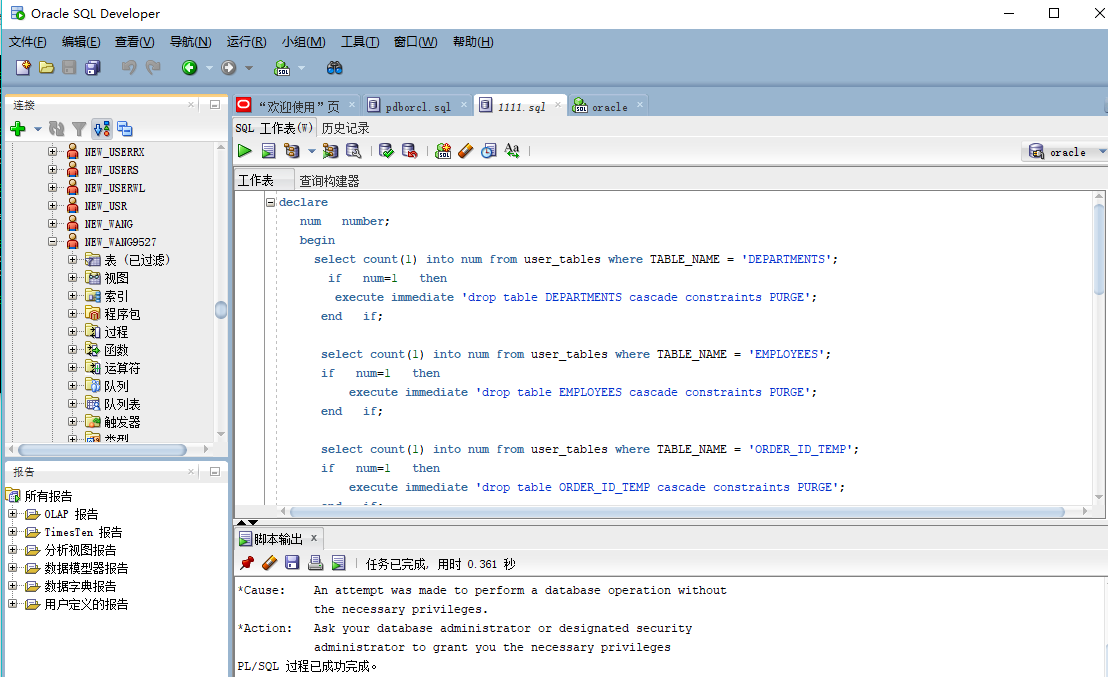 Oracle SQL Developer
文件(F) 编辑(E) 查看(V) 导航(N) 运行(R) 小组(M) 工具(T) 窗口(W) 帮助(H)
连接
NEW_USERRX
NEW_USERS
NEW_USERWL
NEW_USR
NEW_WANG
NEW_WANG9527
表 (已过滤)
视图
索引
程序包
过程
函数
运算符
队列
队列表
触发器
类型
报告
所有报告
OLAP 报告
TimesTen 报告
分析视图报告
数据模型器报告
数据字典报告
用户定义的报告
“欢迎使用”页 pdborcl.sql 1111.sql oracle
SQL 工作表(W) 历史记录
oracle
工作表 查询构建器
declare
num number;
begin
select count(1) into num from user_tables where TABLE_NAME = 'DEPARTMENTS';
if num=1 then
execute immediate 'drop table DEPARTMENTS cascade constraints PURGE';
end if;
select count(1) into num from user_tables where TABLE_NAME = 'EMPLOYEES';
if num=1 then
execute immediate 'drop table EMPLOYEES cascade constraints PURGE';
end if;
select count(1) into num from user_tables where TABLE_NAME = 'ORDER_ID_TEMP';
if num=1 then
execute immediate 'drop table ORDER_ID_TEMP cascade constraints PURGE';
end if;
脚本输出
任务已完成, 用时 0.361 秒
*Cause: An attempt was made to perform a database operation without
the necessary privileges.
*Action: Ask your database administrator or designated security
administrator to grant you the necessary privileges
PL/SQL 过程已成功完成。